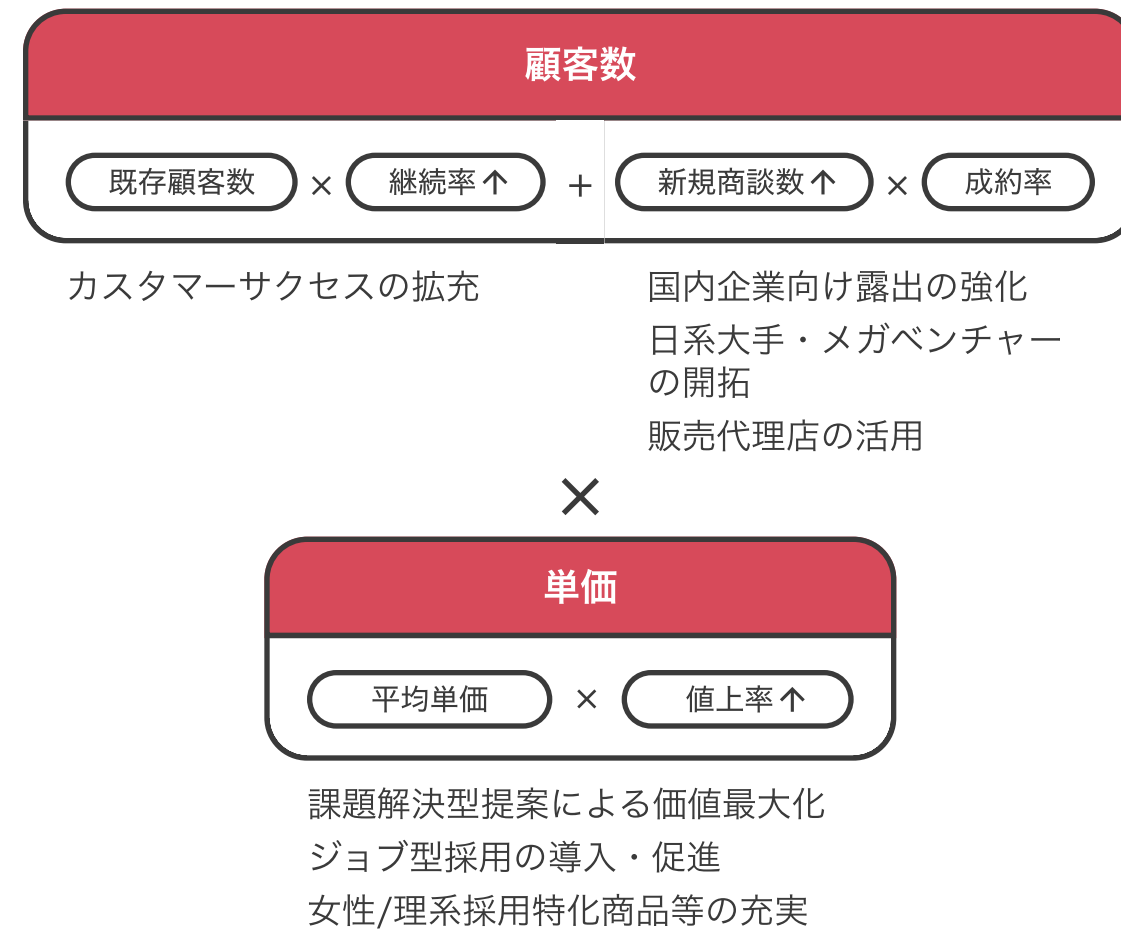 顧客数
既存顧客数 × 継続率↑ + 新規商談数↑ × 成約率
カスタマーサクセスの拡充
国内企業向け露出の強化
日系大手・メガベンチャー
の開拓
販売代理店の活用
×
単価
平均単価 × 値上率↑
課題解決型提案による価値最大化
ジョブ型採用の導入・促進
女性/理系採用特化商品等の充実